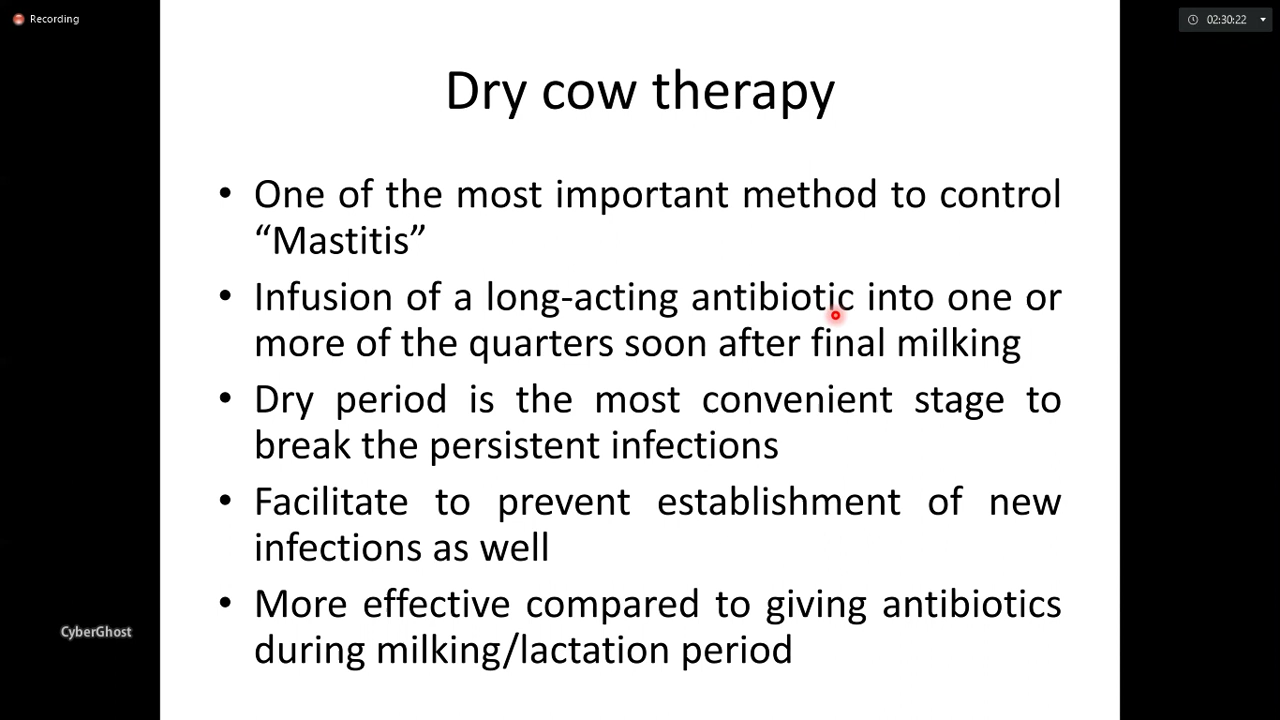 Recording
02:30:22
Dry cow therapy
• One of the most important method to control
“Mastitis”
• Infusion of a long-acting antibiotic into one or
more of the quarters soon after final milking
• Dry period is the most convenient stage to
break the persistent infections
• Facilitate to prevent establishment of new
infections as well
• More effective compared to giving antibiotics
during milking/lactation period
CyberGhost